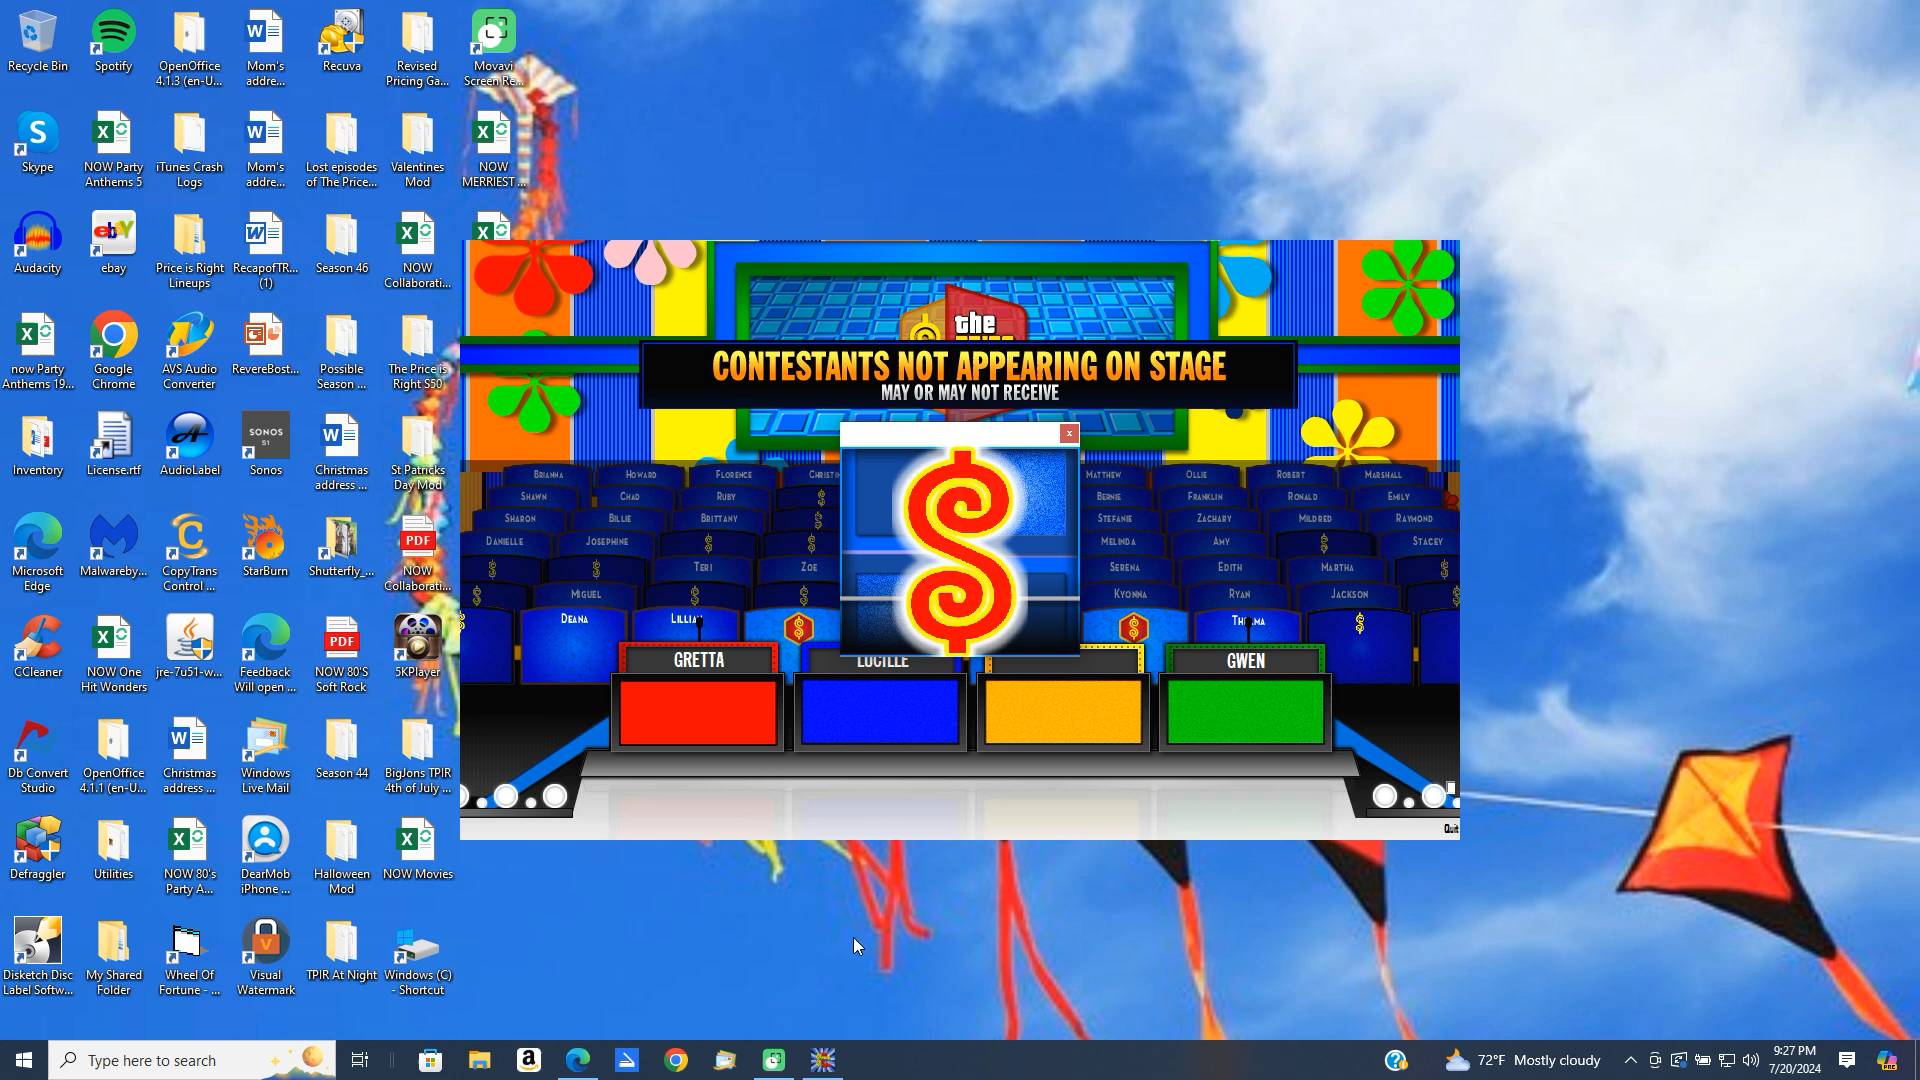 Recycle Bin
Spotify
OpenOffice
4.1.3 (en-U...
Mom's
addre...
Recuva
Revised
Pricing Ga...
Movavi
Screen Re...
Skype
NOW Party
Anthems 5
iTunes Crash
Logs
Mom's
addre...
Lost episodes
of The Price...
Valentines
Mod
NOW
MERRIEST ...
Audacity
ebay
Price is Right
Lineups
RecapofTR...
(1)
Season 46
NOW
Collaborati...
now Party
Anthems 19...
Google
Chrome
AVS Audio
Converter
RevereBost...
Possible
Season ...
The Price is
Right S50
Inventory
License.rtf
AudioLabel
SONOS
S1
Sonos
Christmas
address ...
St Patricks
Day Mod
Microsoft
Edge
Malwareby...
CopyTrans
Control ...
StarBurn
Shutterfly_...
PDF
NOW
Collaborati...
CCleaner
NOW One
Hit Wonders
jre-7u51-w...
Feedback
Will open ...
PDF
NOW 80'S
Soft Rock
5KPlayer
Db Convert
Studio
OpenOffice
4.1.1 (en-U...
Christmas
address ...
Windows
Live Mail
Season 44
BigJons TPIR
4th of July ...
Defraggler
Utilities
NOW 80's
Party A...
DearMob
iPhone ...
Halloween
Mod
NOW Movies
Disketch Disc
Label Softw...
My Shared
Folder
Wheel Of
Fortune - ...
Visual
Watermark
TPIR At Night
Windows (C)
- Shortcut
the
CONTESTANTS NOT APPEARING ON STAGE
MAY OR MAY NOT RECEIVE
x
BRIANNA HOWARD FLORENCE CHRISTIN MATTHEW OLLIE ROBERT MARSHALL
SHAWN CHAD RUBY BERNIE FRANKLIN RONALD EMILY
SHARON BILLIE BRITTANY STEFANIE ZACHARY MILDRED RAYMOND
DANIELLE JOSEPHINE MELINDA AMY STACEY
TERI ZOE SERENA EDITH MARTHA
MIGUEL KYONNA RYAN JACKSON
DEANA
GRETTA LUCILLE GWEN
Quit
Type here to search
72°F Mostly cloudy
9:27 PM
7/20/2024